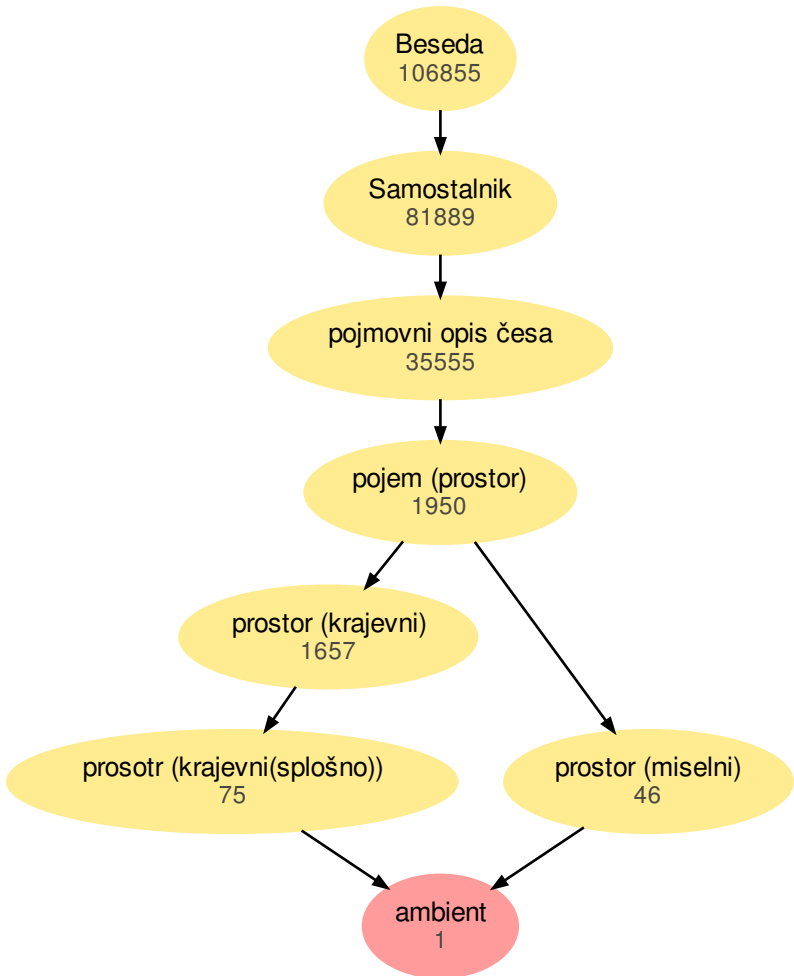 Beseda
106855
Samostalnik
81889
pojmovni opis česa
35555
pojem (prostor)
1950
prostor (krajevni)
1657
prosotr (krajevni(splošno))
75
prostor (miselni)
46
ambient
1